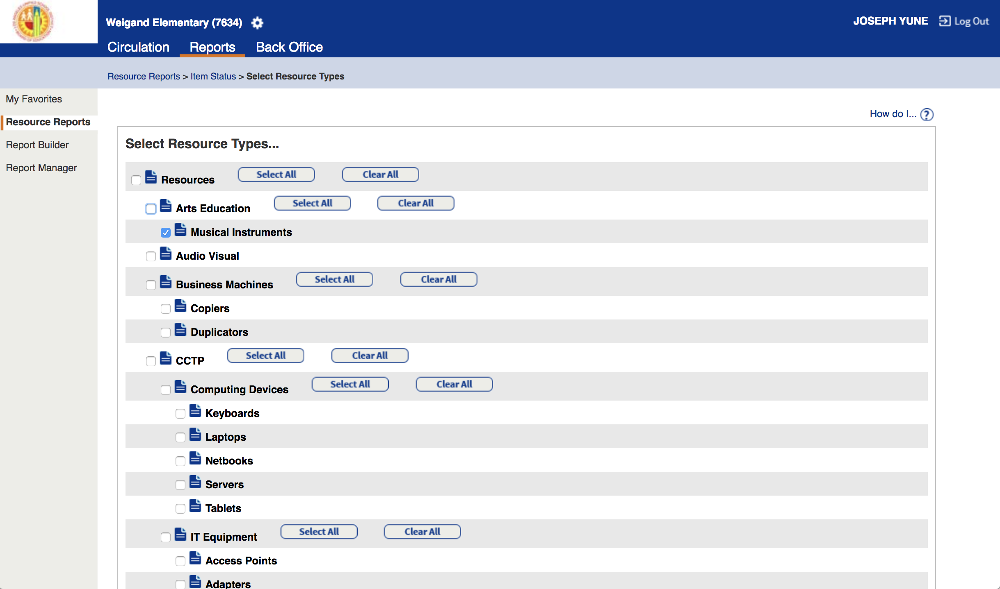 Weigand Elementary (7634)
JOSEPH YUNE
Log Out
Circulation Reports Back Office
Resource Reports > Item Status > Select Resource Types
My Favorites
Resource Reports
Report Builder
Report Manager
How do I... ?
Select Resource Types...
Resources Select All Clear All
Arts Education Select All Clear All
Musical Instruments
Audio Visual
Business Machines Select All Clear All
Copiers
Duplicators
CCTP Select All Clear All
Computing Devices Select All Clear All
Keyboards
Laptops
Netbooks
Servers
Tablets
IT Equipment Select All Clear All
Access Points
Adapters